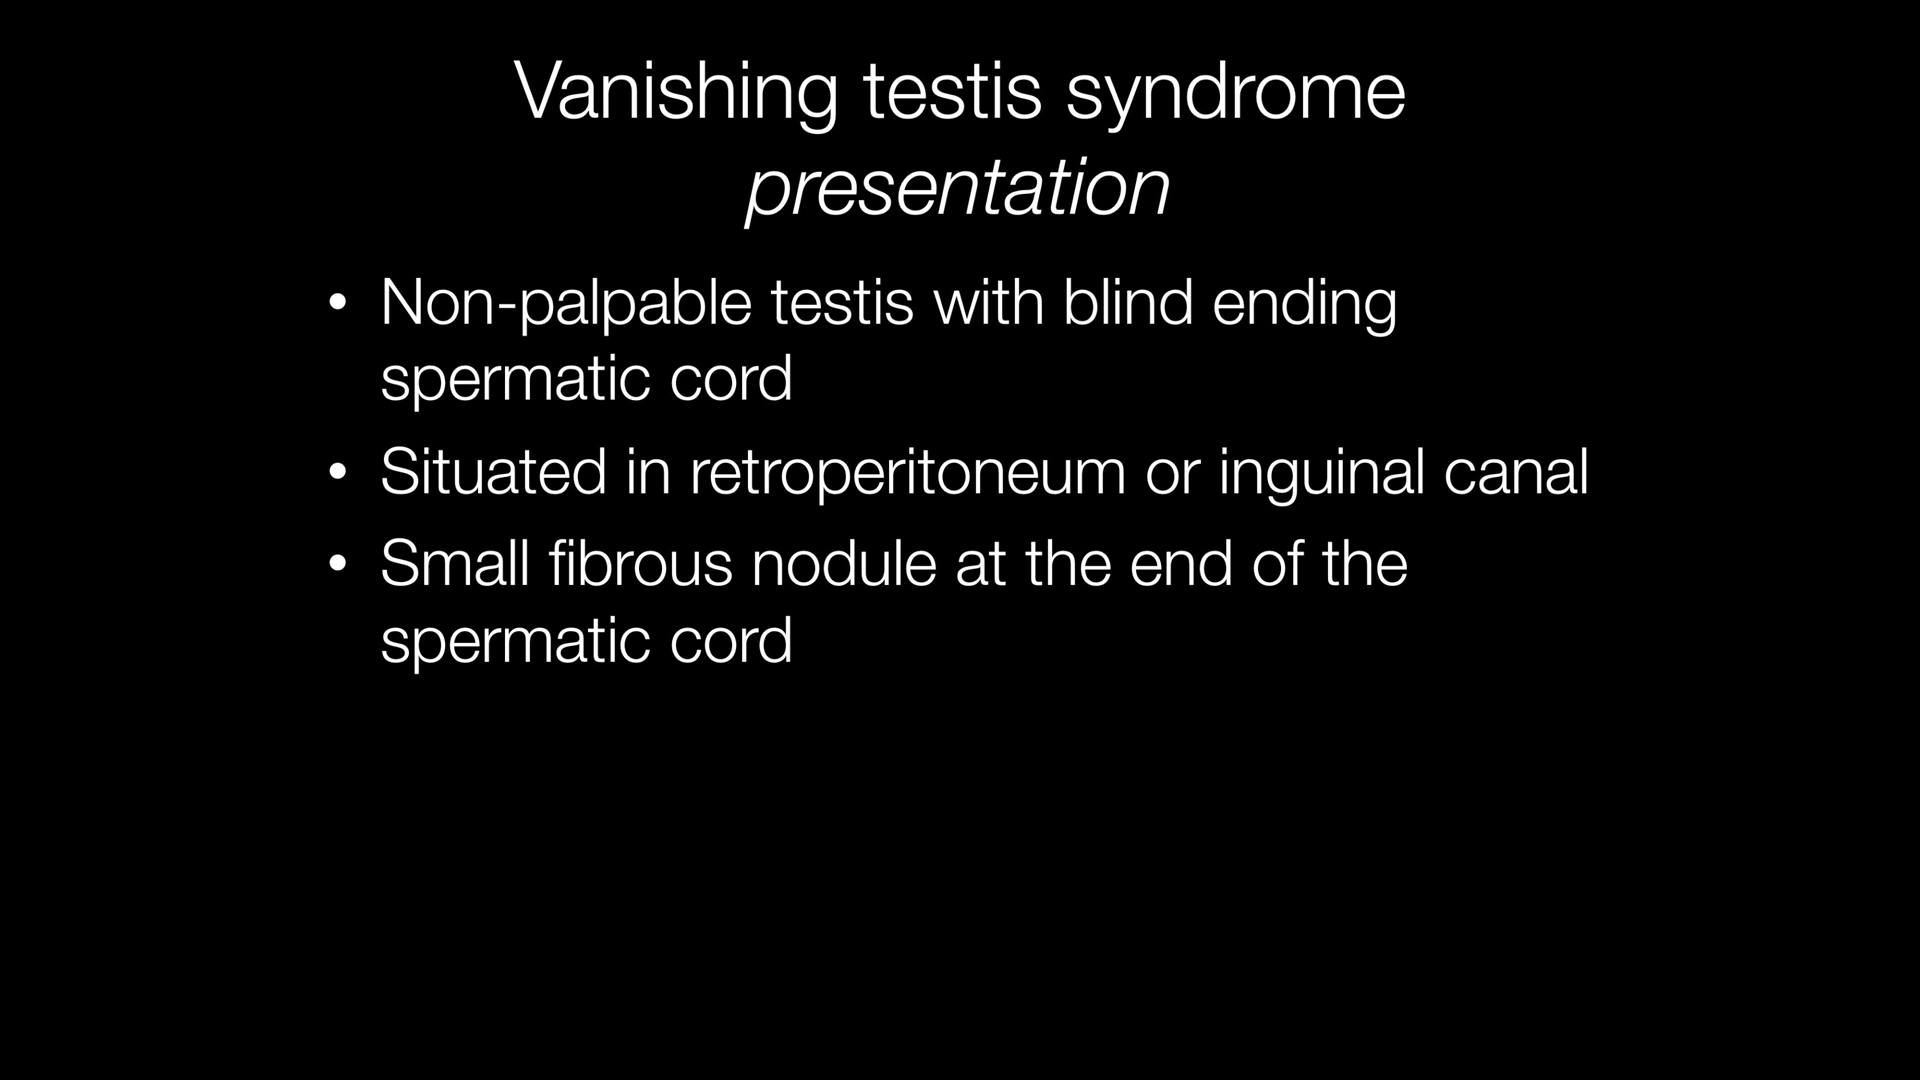 Vanishing testis syndrome
presentation
• Non-palpable testis with blind ending
spermatic cord
• Situated in retroperitoneum or inguinal canal
• Small fibrous nodule at the end of the
spermatic cord